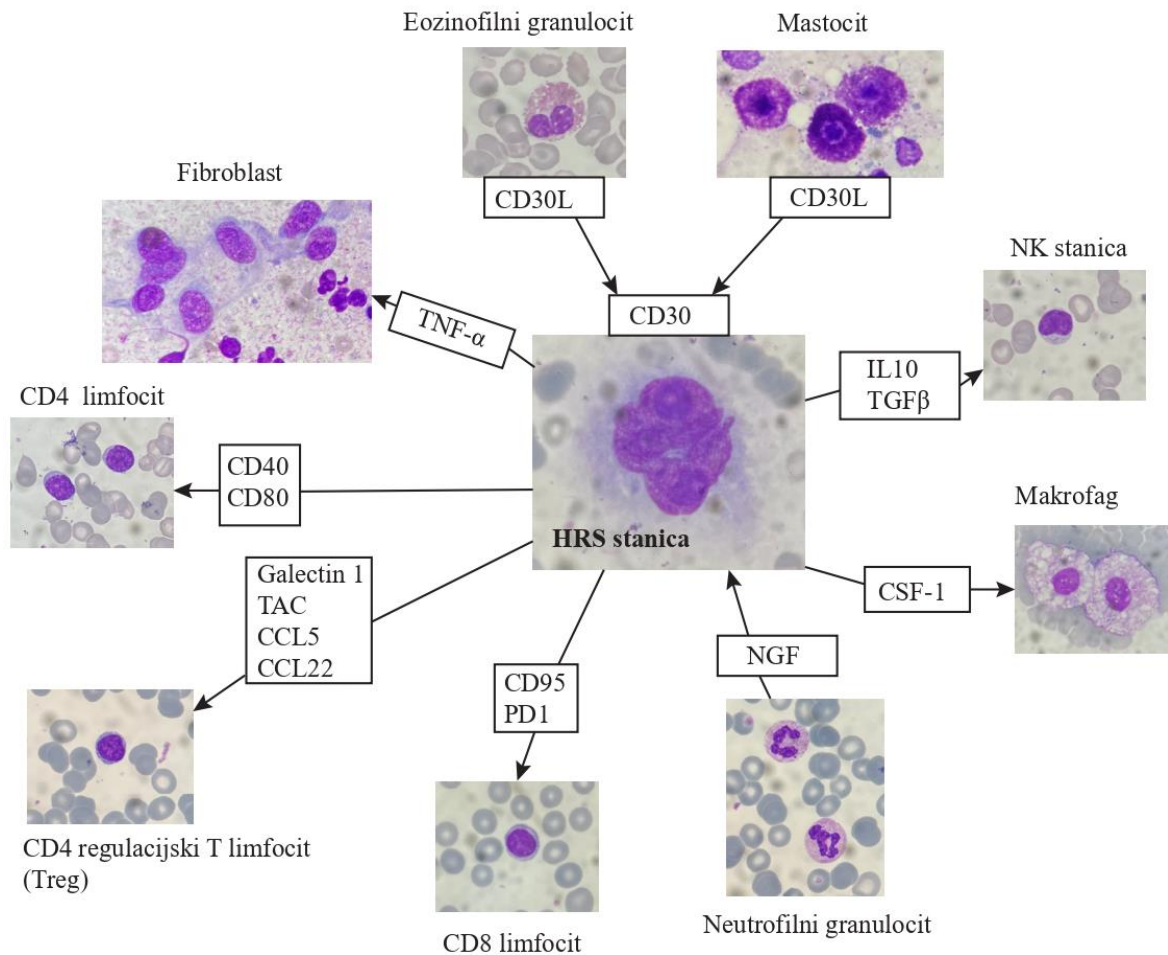 Eozinofilni granulocit
Mastocit
CD30L
CD30L
Fibroblast
NK stanica
CD30
TNF-α
IL10
TGFβ
CD4 limfocit
CD40
CD80
HRS stanica
Makrofag
CSF-1
Galectin 1
TAC
CCL5
CCL22
NGF
CD95
PD1
CD4 regulacijski T limfocit
(Treg)
CD8 limfocit
Neutrofilni granulocit